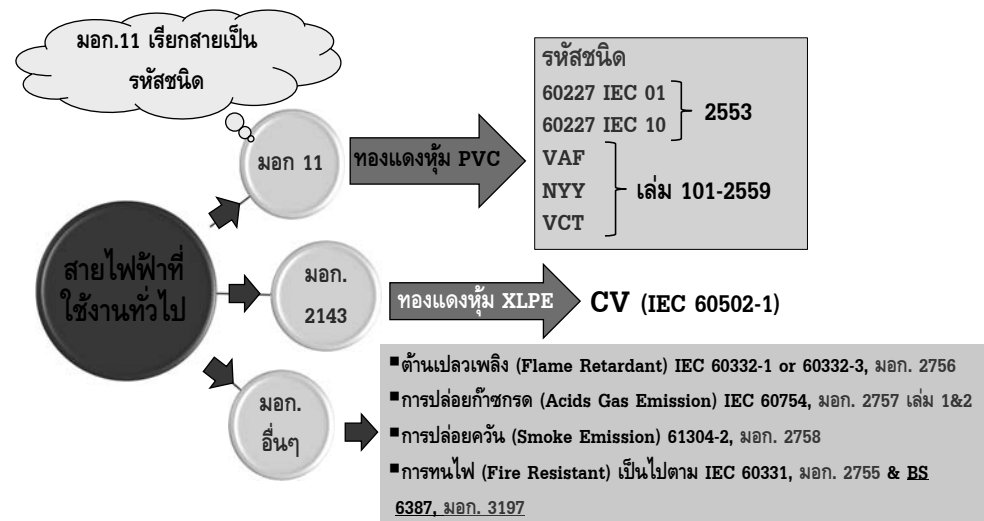 มอก.11 เรียกสายเป็น
รหัสชนิด
มอก 11
ทองแดงหุ้ม PVC
รหัสชนิด
60227 IEC 01
60227 IEC 10
2553
VAF
NYY
VCT
เล่ม 101-2559
สายไฟฟ้าที่
ใช้งานทั่วไป
มอก.
2143
ทองแดงหุ้ม XLPE
CV (IEC 60502-1)
มอก.
อื่นๆ
▪ต้านเปลวเพลิง (Flame Retardant) IEC 60332-1 or 60332-3, มอก. 2756
▪การปล่อยก๊าซกรด (Acids Gas Emission) IEC 60754, มอก. 2757 เล่ม 1&2
▪การปล่อยควัน (Smoke Emission) 61304-2, มอก. 2758
▪การทนไฟ (Fire Resistant) เป็นไปตาม IEC 60331, มอก. 2755 & BS
6387, มอก. 3197